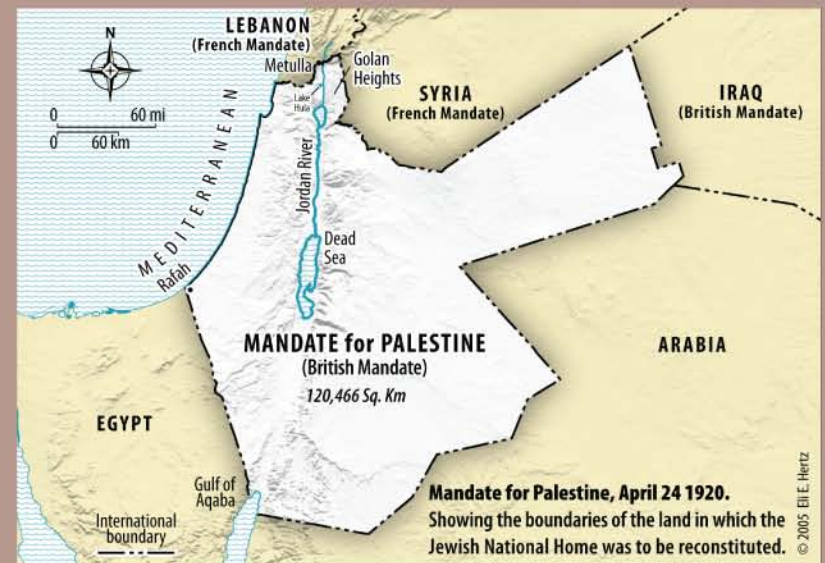 LEBANON
(French Mandate)
N
Metulla
Golan
Heights
Lake
Hula
SYRIA
(French Mandate)
IRAQ
(British Mandate)
0 60 mi
0 60 km
MEDITERRANEAN
Jordan River
Rafah
Dead
Sea
MANDATE for PALESTINE
(British Mandate)
120,466 Sq. Km
ARABIA
EGYPT
Gulf of
Aqaba
International
boundary
Mandate for Palestine, April 24 1920.
Showing the boundaries of the land in which the
Jewish National Home was to be reconstituted.
© 2005 Eli E. Hertz